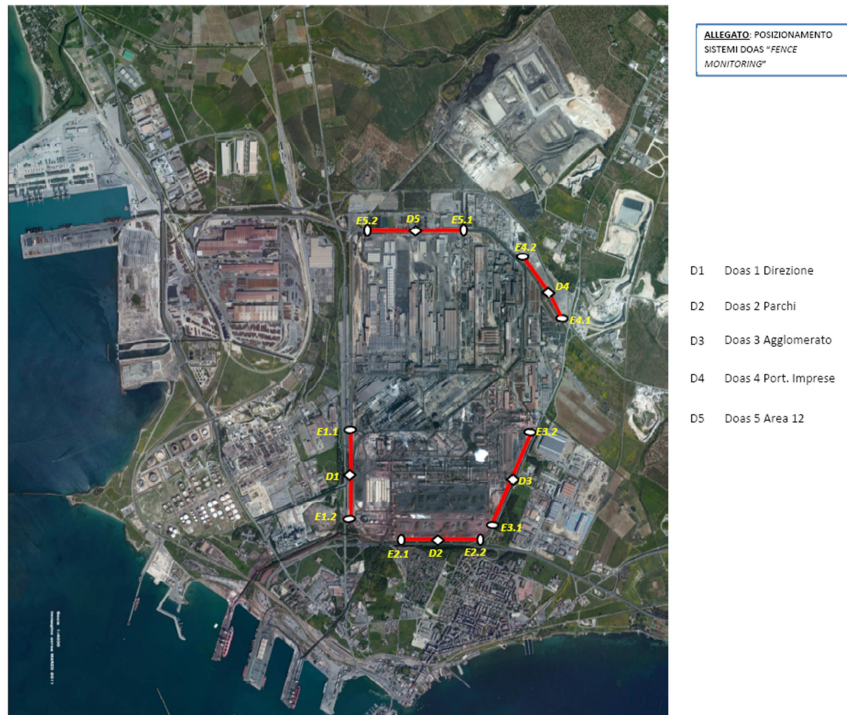 ALLEGATO: POSIZIONAMENTO
SISTEMI DOAS "FENCE
MONITORING"
E5.2
D5
E5.1
E4.2
D4
E4.1
E1.1
E3.2
D1
D3
E1.2
E3.1
E2.1
D2
E2.2
D1 Doas 1 Direzione
D2 Doas 2 Parchi
D3 Doas 3 Agglomerato
D4 Doas 4 Port. Imprese
D5 Doas 5 Area 12